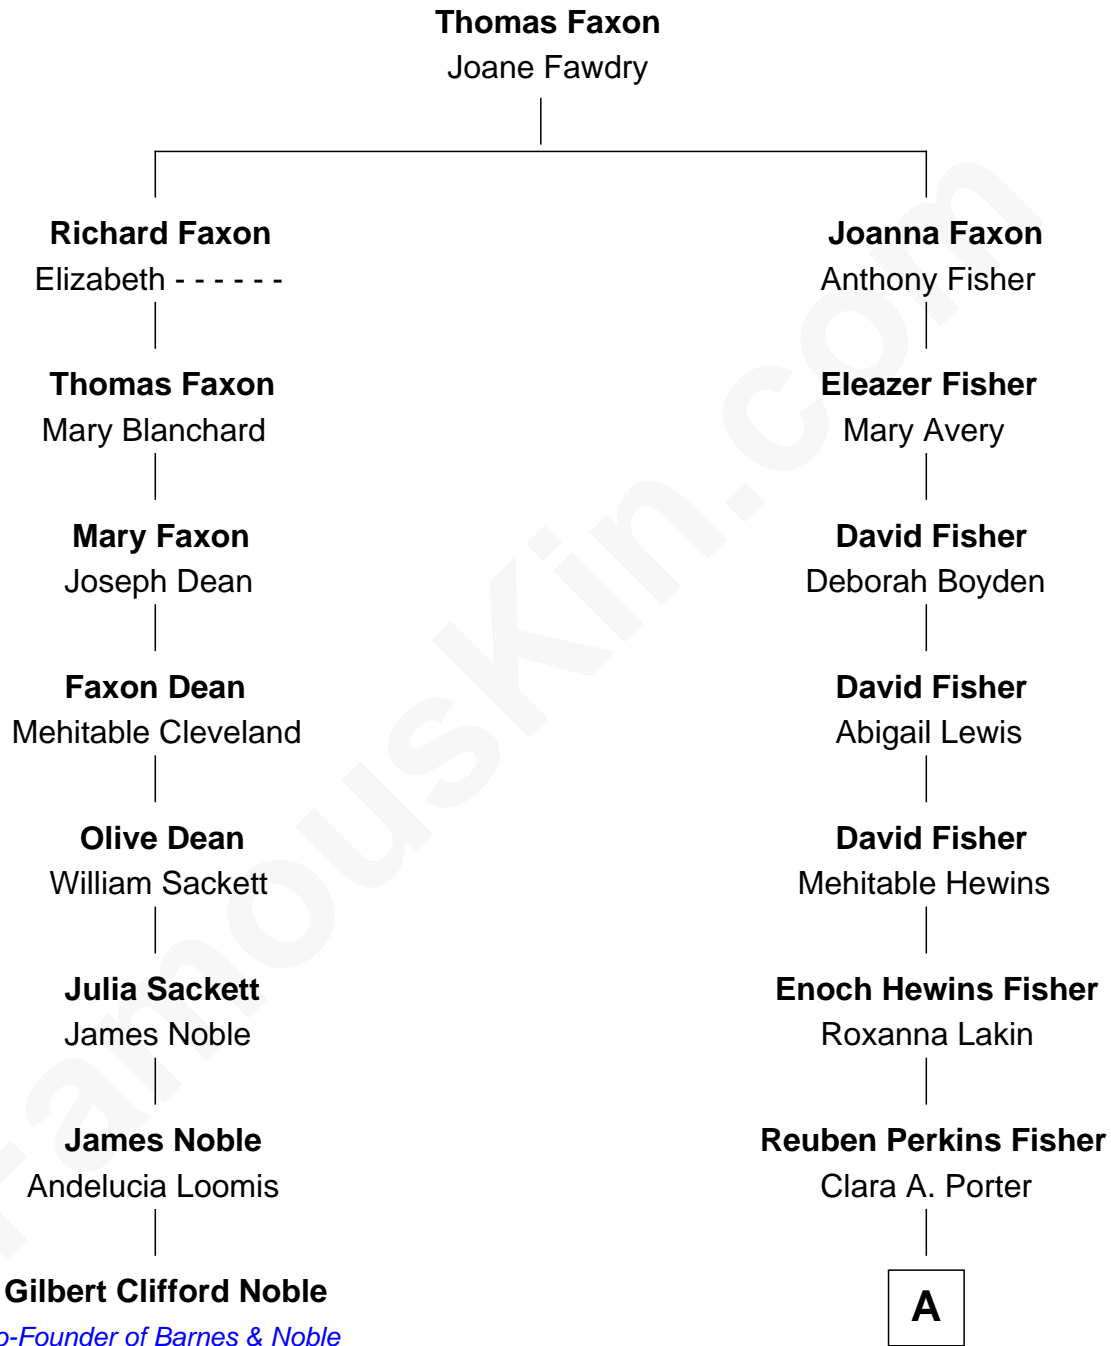 Thomas Faxon
Joane Fawdry
Richard Faxon
Elizabeth - - - - - -
Thomas Faxon
Mary Blanchard
Mary Faxon
Joseph Dean
Faxon Dean
Mehitable Cleveland
Olive Dean
William Sackett
Julia Sackett
James Noble
James Noble
Andelucia Loomis
Gilbert Clifford Noble
o-Founder of Barnes & Noble
Joanna Faxon
Anthony Fisher
Eleazer Fisher
Mary Avery
David Fisher
Deborah Boyden
David Fisher
Abigail Lewis
David Fisher
Mehitable Hewins
Enoch Hewins Fisher
Roxanna Lakin
Reuben Perkins Fisher
Clara A. Porter
A
FamousKin.com